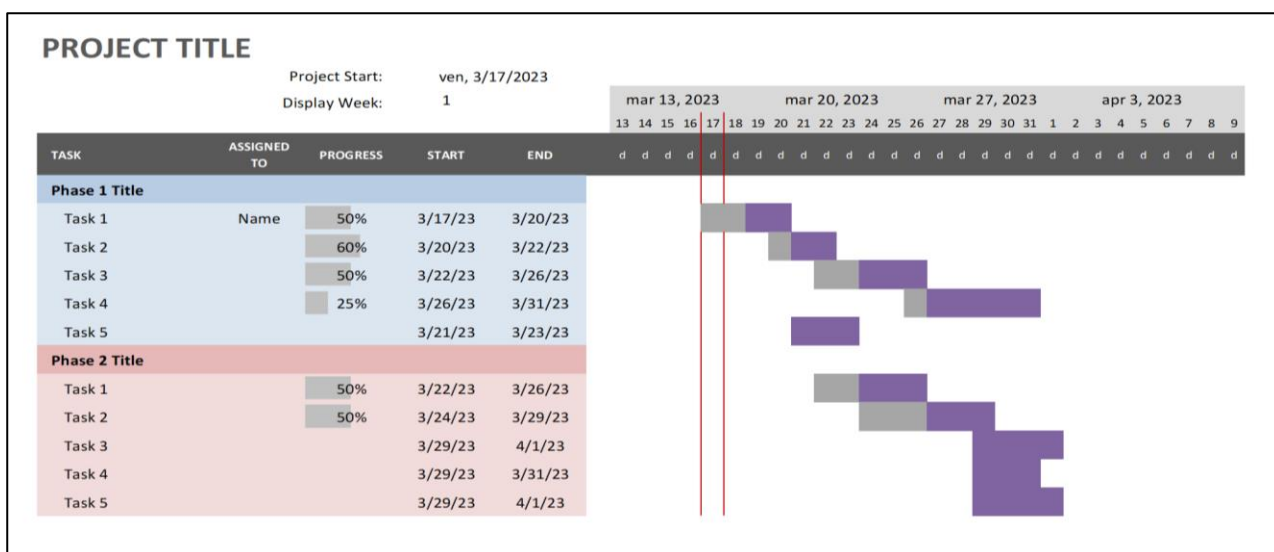 PROJECT TITLE
Project Start: ven, 3/17/2023
Display Week: 1
mar 13, 2023 mar 20, 2023 mar 27, 2023 apr 3, 2023
13 14 15 16 17 18 19 20 21 22 23 24 25 26 27 28 29 30 31 1 2 3 4 5 6 7 8 9
TASK ASSIGNED TO PROGRESS START END d d d d d d d d d d d d d d d d d d d d d d d d d d d d
Phase 1 Title
Task 1 Name 50% 3/17/23 3/20/23
Task 2 60% 3/20/23 3/22/23
Task 3 50% 3/22/23 3/26/23
Task 4 25% 3/26/23 3/31/23
Task 5 3/21/23 3/23/23
Phase 2 Title
Task 1 50% 3/22/23 3/26/23
Task 2 50% 3/24/23 3/29/23
Task 3 3/29/23 4/1/23
Task 4 3/29/23 3/31/23
Task 5 3/29/23 4/1/23